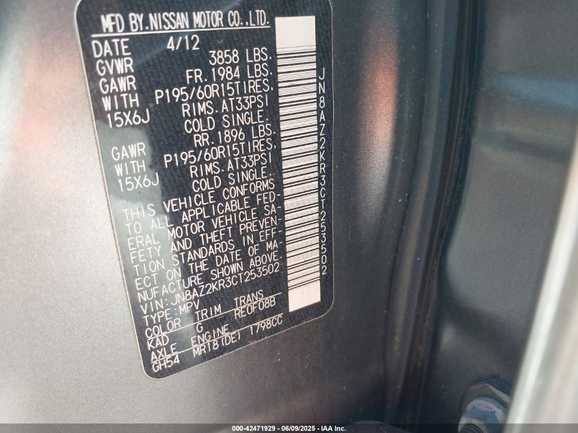 MFD BY.NISSAN MOTOR CO.,LTD.
DATE 4/12
GVWR 3858 LBS.
GAWR FR. 1984 LBS.
WITH P195/60R15TIRES,
15X6J RIMS.AT33PSI
COLD SINGLE.
GAWR RR. 1896 LBS.
WITH P195/60R15TIRES,
15X6J RIMS.AT33PSI
COLD SINGLE.
THIS VEHICLE CONFORMS
TO ALL APPLICABLE FED-
ERAL MOTOR VEHICLE SA-
FETY AND THEFT PREVEN-
TION STANDARDS IN EFF-
ECT ON THE DATE OF MA-
NUFACTURE SHOWN ABOVE.
VIN:JN8AZ2KR3CT253502
TYPE:MPV
COLOR TRIM TRANS
KAD G RE0F08B
AXLE ENGINE
GH54 MR18(DE) 1798CC
JN8AZ2KR3CT253502
000-42471929 - 06/09/2025 - IAA Inc.